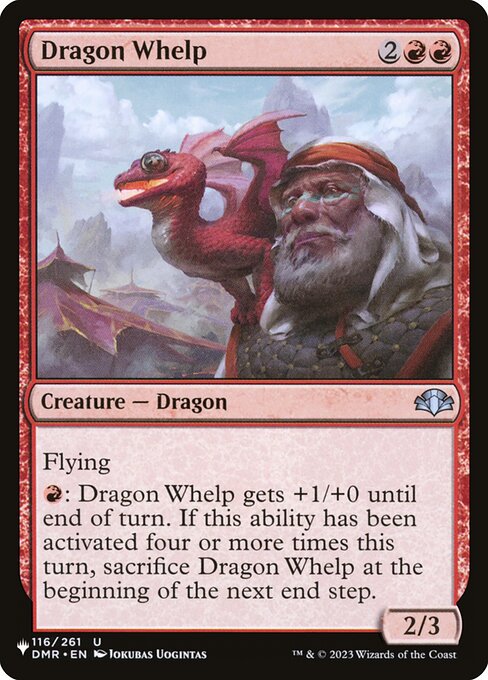 Dragon Whelp 2
Creature — Dragon
Flying
: Dragon Whelp gets +1/+0 until
end of turn. If this ability has been
activated four or more times this
turn, sacrifice Dragon Whelp at the
beginning of the next end step.
2/3
116/261 U
DMR • EN Jokubas Uogintas
™ & © 2023 Wizards of the Coast